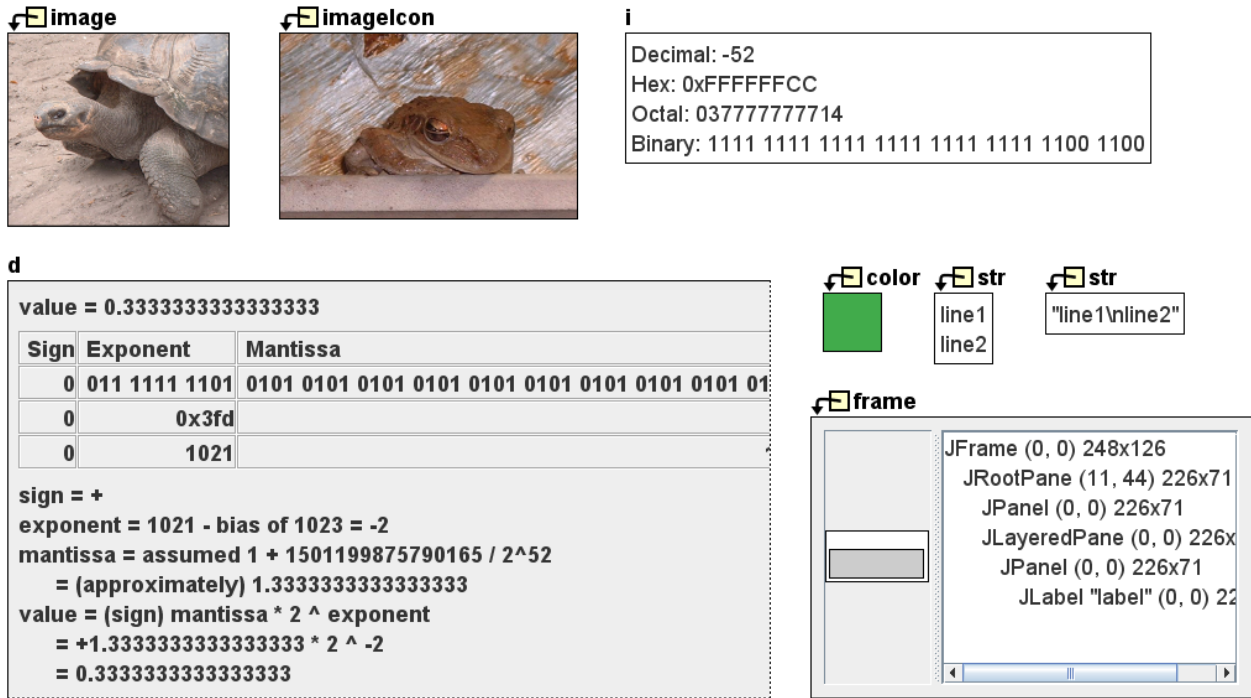 image
imageIcon
i
Decimal: -52
Hex: 0xFFFFFFCC
Octal: 037777777714
Binary: 1111 1111 1111 1111 1111 1111 1100 1100
d
value = 0.3333333333333333
Sign Exponent Mantissa
0 011 1111 1101 0101 0101 0101 0101 0101 0101 0101 0101 0101 01
0 0x3fd
0 1021
sign = +
exponent = 1021 - bias of 1023 = -2
mantissa = assumed 1 + 1501199875790165 / 2^52
= (approximately) 1.3333333333333333
value = (sign) mantissa * 2 ^ exponent
= +1.3333333333333333 * 2 ^ -2
= 0.3333333333333333
color
str
line1
line2
str
"line1\nline2"
frame
JFrame (0, 0) 248x126
JRootPane (11, 44) 226x71
JPanel (0, 0) 226x71
JLayeredPane (0, 0) 226x
JPanel (0, 0) 226x71
JLabel "label" (0, 0) 22